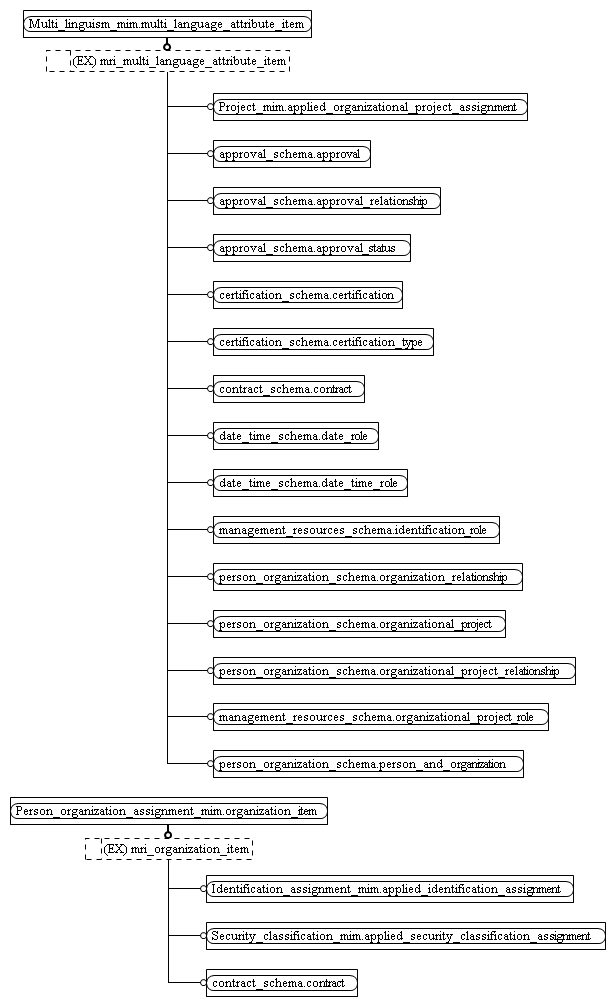 Multi_linguism_mim.multi_language_attribute_item
(EX) mri_multi_language_attribute_item
Project_mim.applied_organizational_project_assignment
approval_schema.approval
approval_schema.approval_relationship
approval_schema.approval_status
certification_schema.certification
certification_schema.certification_type
contract_schema.contract
date_time_schema.date_role
date_time_schema.date_time_role
management_resources_schema.identification_role
person_organization_schema.organization_relationship
person_organization_schema.organizational_project
person_organization_schema.organizational_project_relationship
management_resources_schema.organizational_project_role
person_organization_schema.person_and_organization
Person_organization_assignment_mim.organization_item
(EX) mri_organization_item
Identification_assignment_mim.applied_identification_assignment
Security_classification_mim.applied_security_classification_assignment
contract_schema.contract